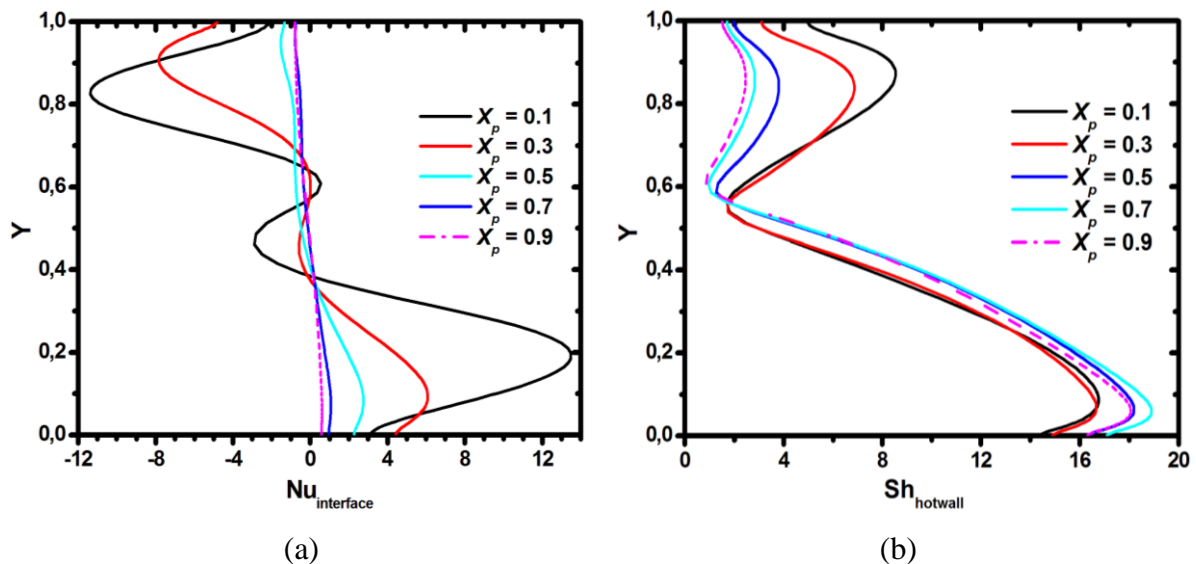 1,0
0,8
0,6
0,4
0,2
0,0
Y
-12 -8 -4 0 4 8 12
Nu_interface
X_p = 0.1
X_p = 0.3
X_p = 0.5
X_p = 0.7
X_p = 0.9
(a)
1,0
0,8
0,6
0,4
0,2
0,0
Y
0 4 8 12 16 20
Sh_hotwall
X_p = 0.1
X_p = 0.3
X_p = 0.5
X_p = 0.7
X_p = 0.9
(b)